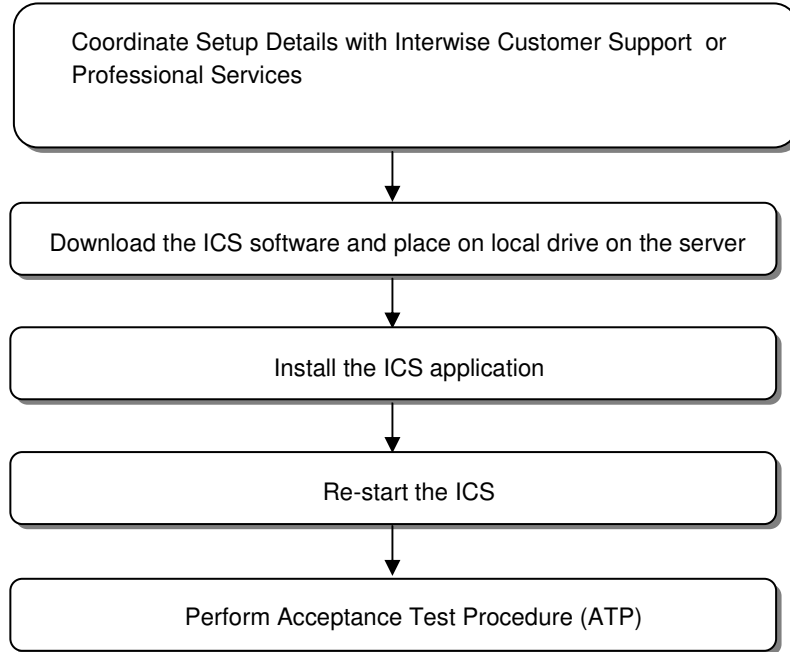 Coordinate Setup Details with Interwise Customer Support or
Professional Services
Download the ICS software and place on local drive on the server
Install the ICS application
Re-start the ICS
Perform Acceptance Test Procedure (ATP)